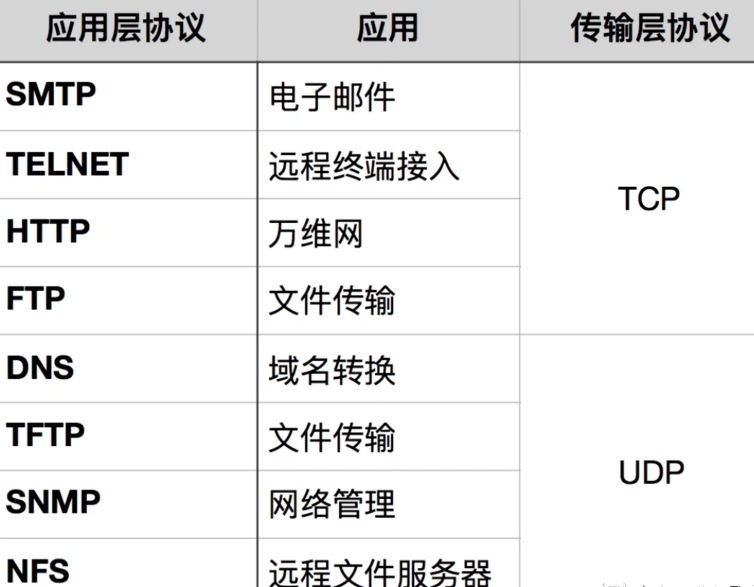 应用层协议 应用 传输层协议
SMTP 电子邮件
TELNET 远程终端接入
TCP
HTTP 万维网
FTP 文件传输
DNS 域名转换
TFTP 文件传输
UDP
SNMP 网络管理
NFS 远程文件服务器